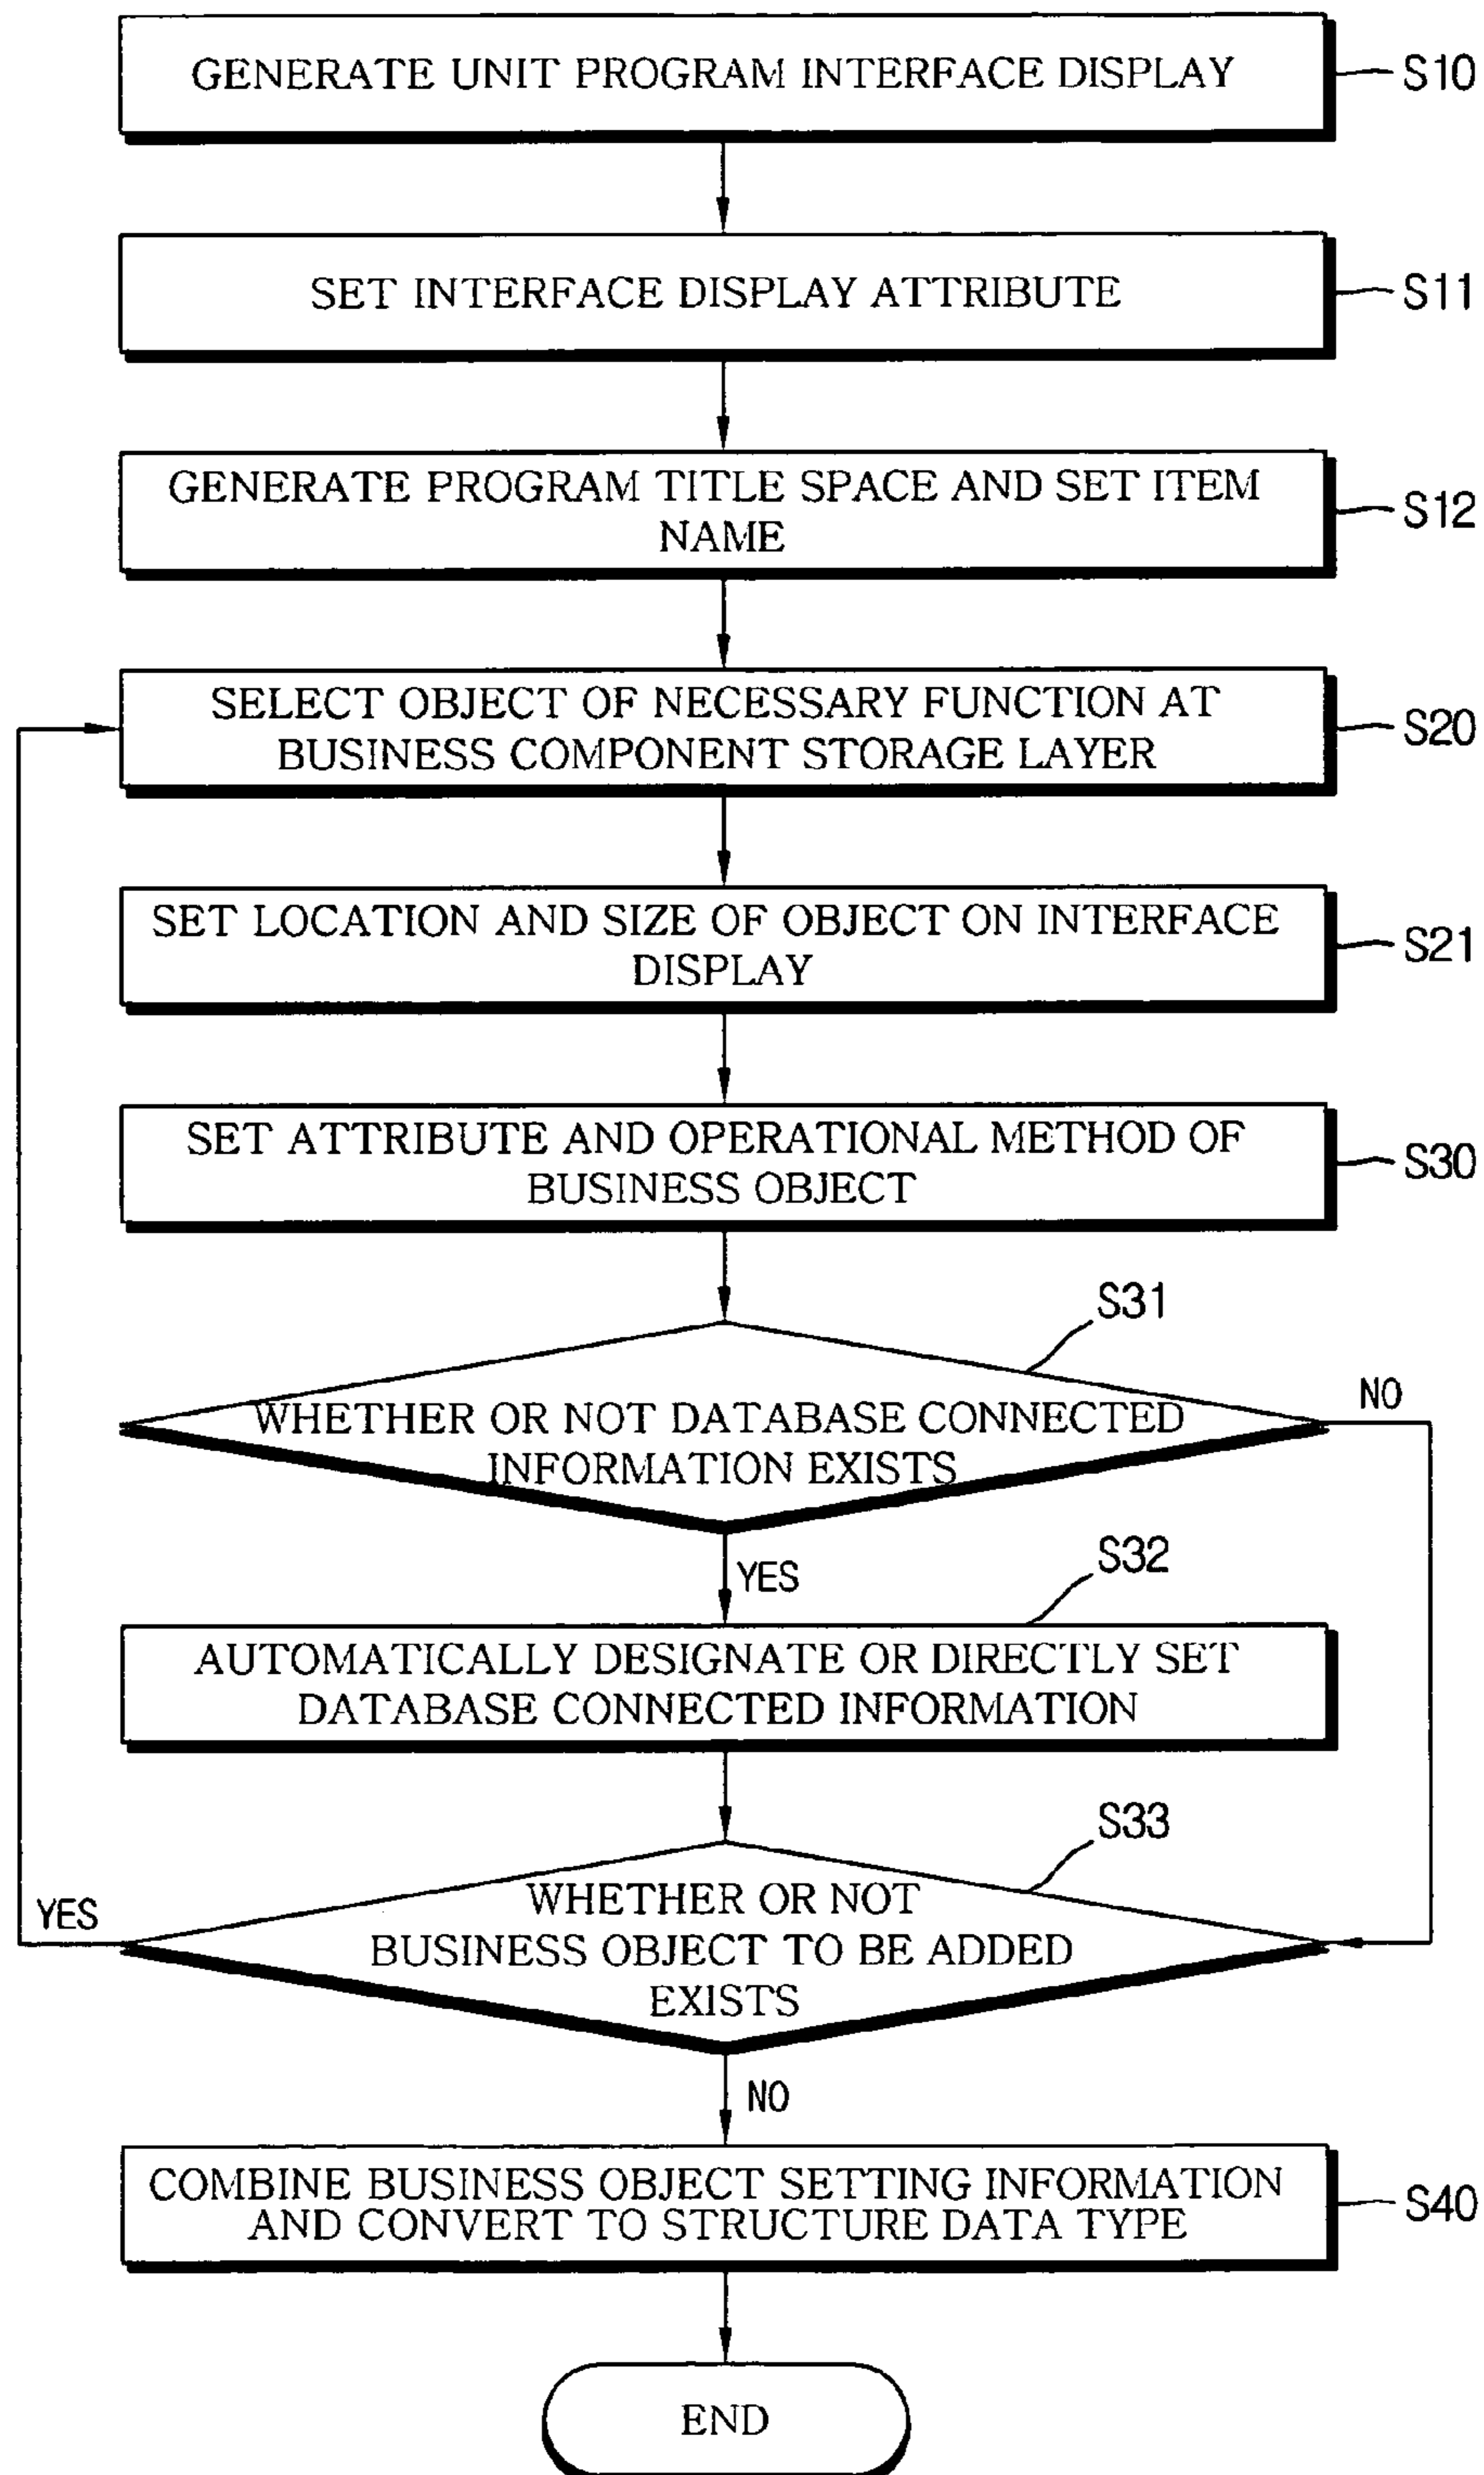 GENERATE UNIT PROGRAM INTERFACE DISPLAY
S10
SET INTERFACE DISPLAY ATTRIBUTE
S11
GENERATE PROGRAM TITLE SPACE AND SET ITEM
NAME
S12
SELECT OBJECT OF NECESSARY FUNCTION AT
BUSINESS COMPONENT STORAGE LAYER
S20
SET LOCATION AND SIZE OF OBJECT ON INTERFACE
DISPLAY
S21
SET ATTRIBUTE AND OPERATIONAL METHOD OF
BUSINESS OBJECT
S30
S31
WHETHER OR NOT DATABASE CONNECTED
INFORMATION EXISTS
NO
YES
S32
AUTOMATICALLY DESIGNATE OR DIRECTLY SET
DATABASE CONNECTED INFORMATION
S33
WHETHER OR NOT
BUSINESS OBJECT TO BE ADDED
EXISTS
YES
NO
COMBINE BUSINESS OBJECT SETTING INFORMATION
AND CONVERT TO STRUCTURE DATA TYPE
S40
END